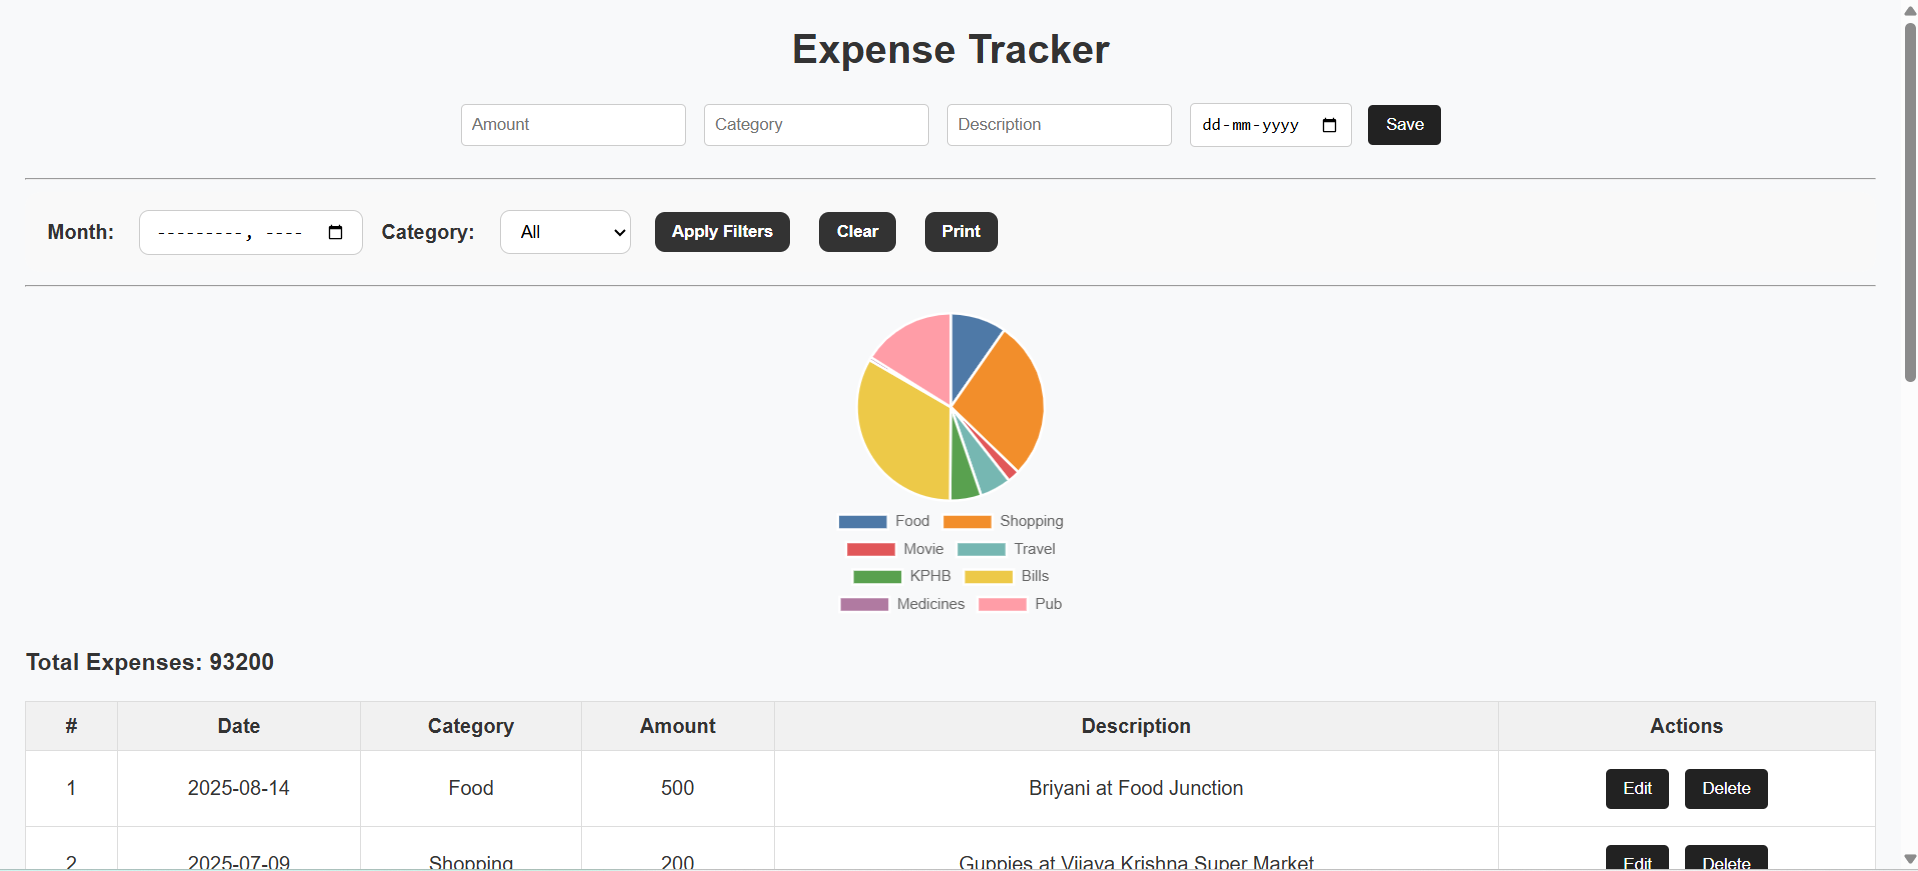 Expense Tracker
Amount Category Description dd-mm-yyyy Save
Month: ---------, ---- Category: All Apply Filters Clear Print
Food Shopping
Movie Travel
KPHB Bills
Medicines Pub
Total Expenses: 93200
# Date Category Amount Description Actions
1 2025-08-14 Food 500 Briyani at Food Junction Edit Delete
2 2025-07-09 Shopping 200 Guppies at Vijaya Krishna Super Market Edit Delete